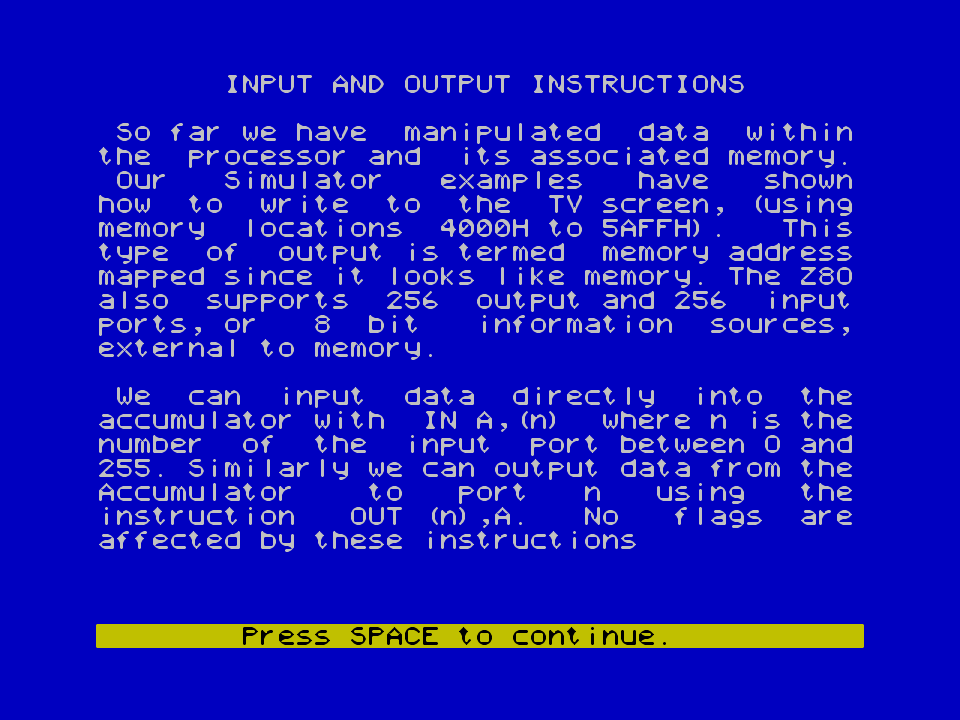 INPUT AND OUTPUT INSTRUCTIONS
So far we have manipulated data within
the processor and its associated memory.
Our Simulator examples have shown
how to write to the TV screen, (using
memory locations 4000H to 5AFFH). This
type of output is termed memory address
mapped since it looks like memory. The Z80
also supports 256 output and 256 input
ports, or 8 bit information sources,
external to memory.
We can input data directly into the
accumulator with IN A,(n) where n is the
number of the input port between 0 and
255. Similarly we can output data from the
Accumulator to port n using the
instruction OUT (n),A. No flags are
affected by these instructions
Press SPACE to continue.